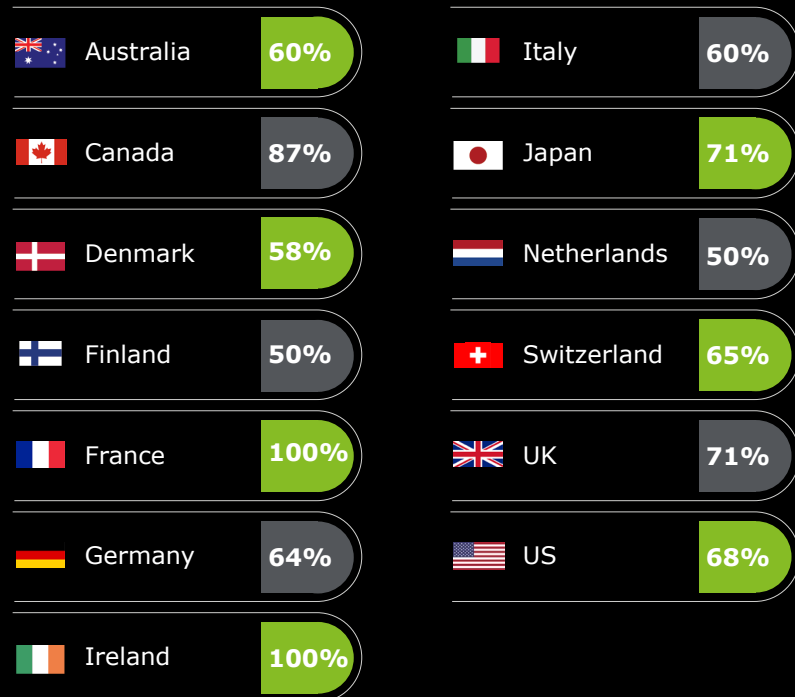 Australia 60%
Canada 87%
Denmark 58%
Finland 50%
France 100%
Germany 64%
Ireland 100%
Italy 60%
Japan 71%
Netherlands 50%
Switzerland 65%
UK 71%
US 68%